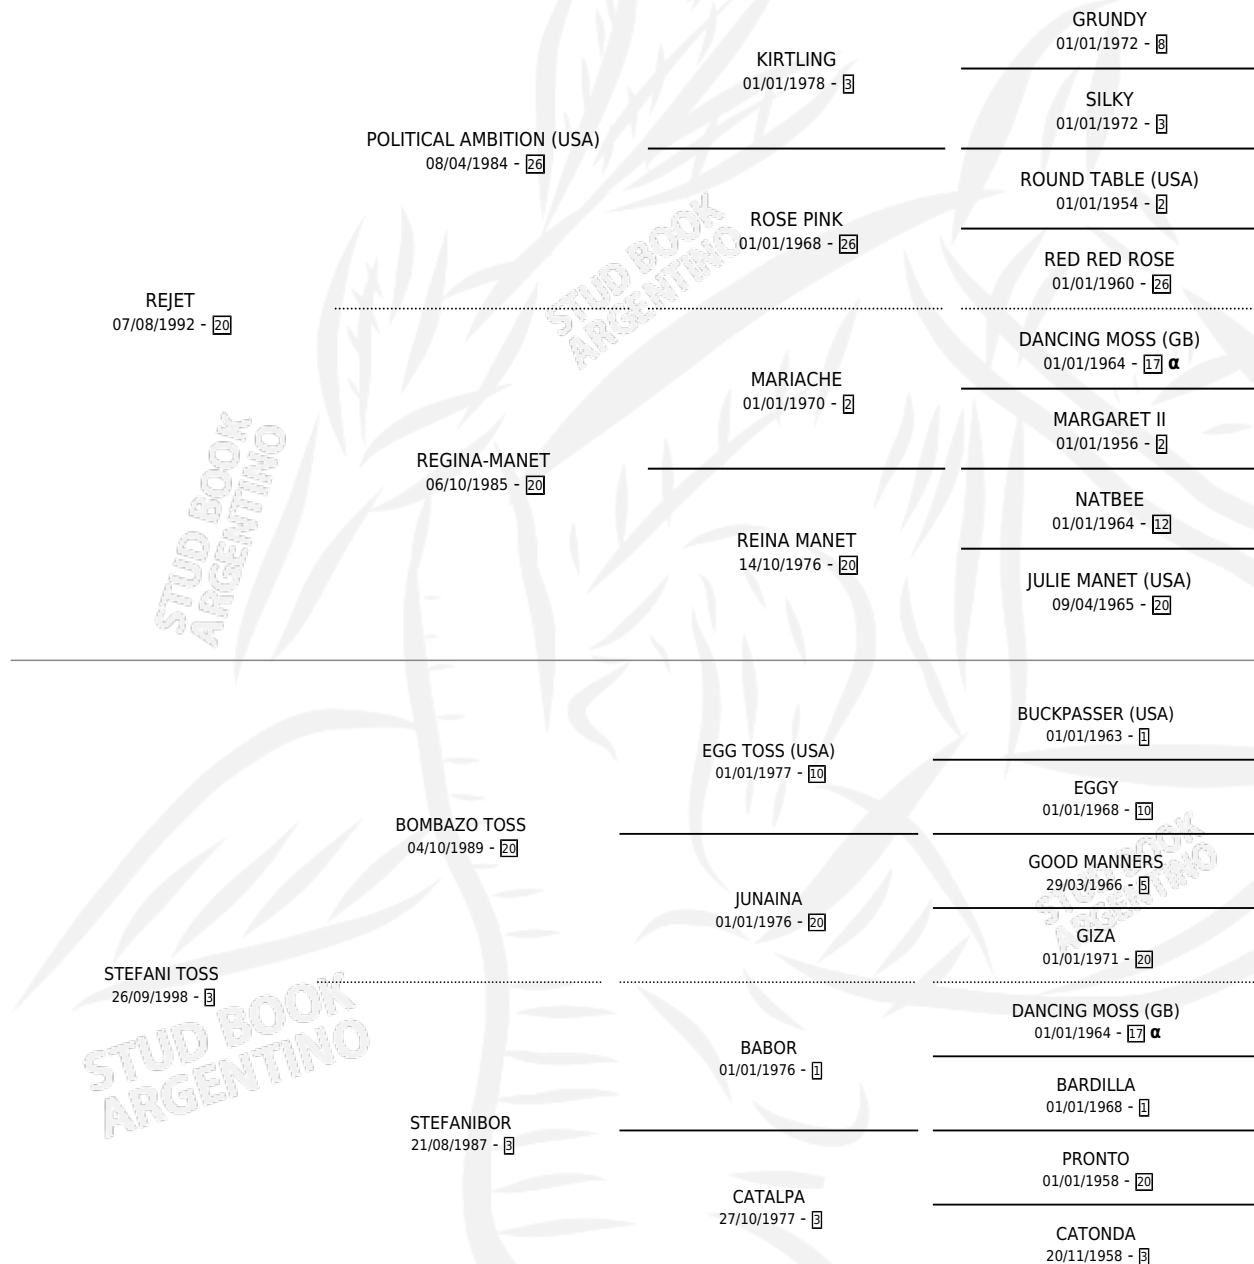 GRUNDY
01/01/1972 - 8
KIRTLING
01/01/1978 - 3
SILKY
01/01/1972 - 3
POLITICAL AMBITION (USA)
08/04/1984 - 26
ROUND TABLE (USA)
01/01/1954 - 2
ROSE PINK
01/01/1968 - 26
RED RED ROSE
01/01/1960 - 26
REJET
07/08/1992 - 20
DANCING MOSS (GB)
01/01/1964 - 17 α
MARIACHE
01/01/1970 - 2
MARGARET II
01/01/1956 - 2
REGINA-MANET
06/10/1985 - 20
NATBEE
01/01/1964 - 12
REINA MANET
14/10/1976 - 20
JULIE MANET (USA)
09/04/1965 - 20
BUCKPASSER (USA)
01/01/1963 - 1
EGG TOSS (USA)
01/01/1977 - 10
EGGY
01/01/1968 - 10
BOMBAZO TOSS
04/10/1989 - 20
GOOD MANNERS
29/03/1966 - 5
JUNAINA
01/01/1976 - 20
GIZA
01/01/1971 - 20
STEFANI TOSS
26/09/1998 - 3
DANCING MOSS (GB)
01/01/1964 - 17 α
BABOR
01/01/1976 - 1
BARDILLA
01/01/1968 - 1
STEFANIBOR
21/08/1987 - 3
PRONTO
01/01/1958 - 20
CATALPA
27/10/1977 - 3
CATONDA
20/11/1958 - 3
STUD BOOK
ARGENTINO
STUD BOOK
ARGENTINO
STUD BOOK
ARGENTINO
STUD BOOK
ARGENTINO